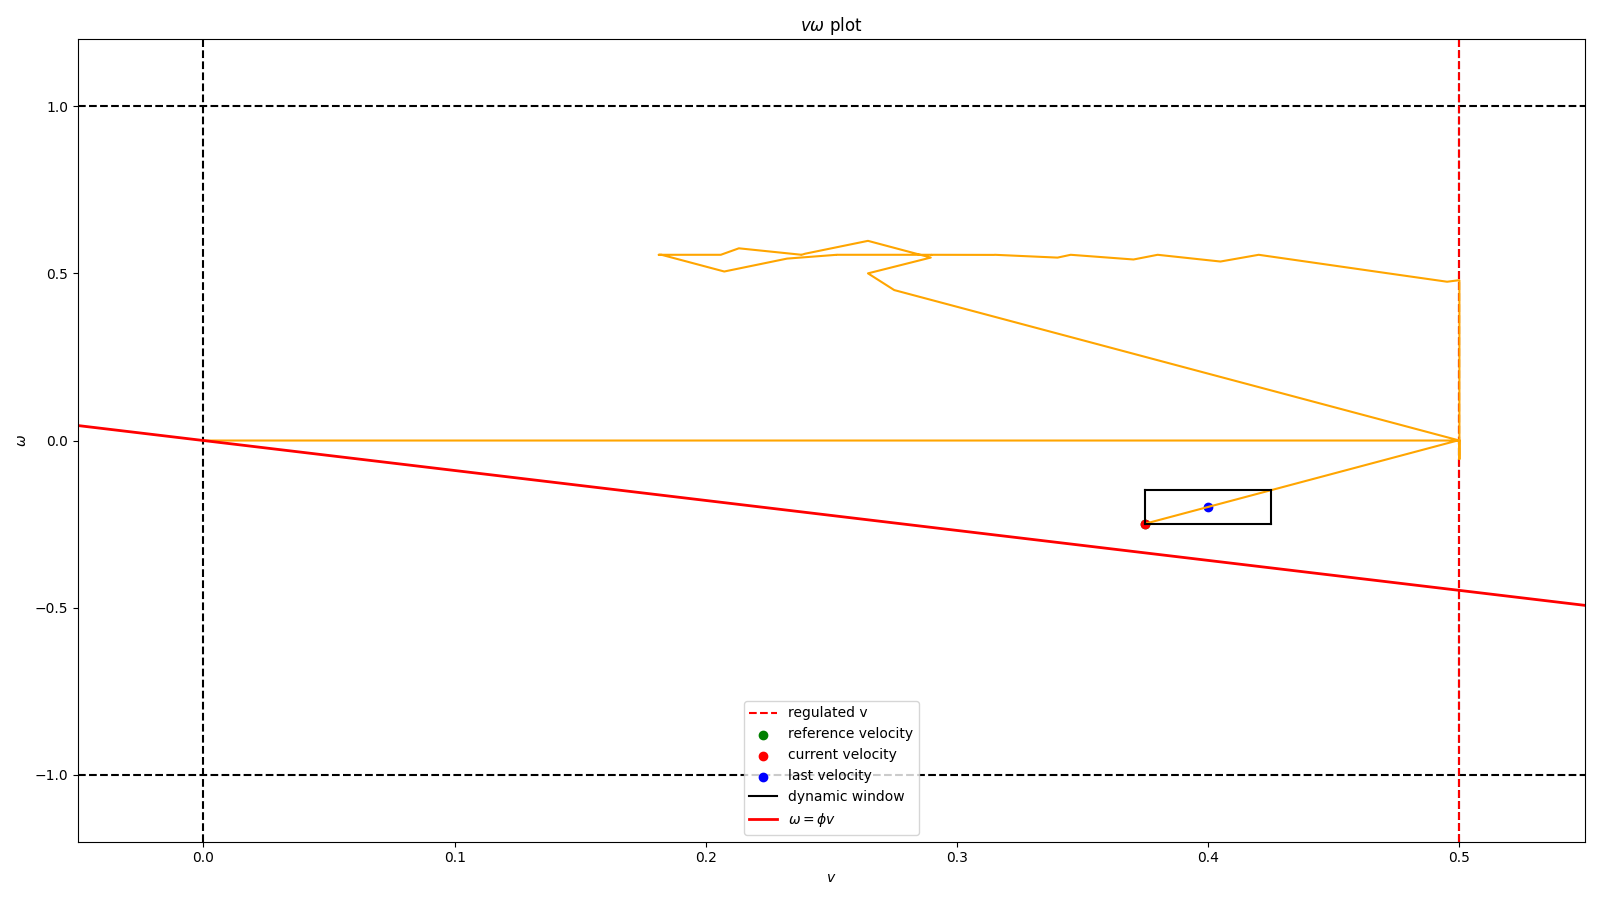 vω plot
1.0
0.5
0.0
−0.5
−1.0
ω
0.0 0.1 0.2 0.3 0.4 0.5
v
regulated v
reference velocity
current velocity
last velocity
dynamic window
ω = ϕv